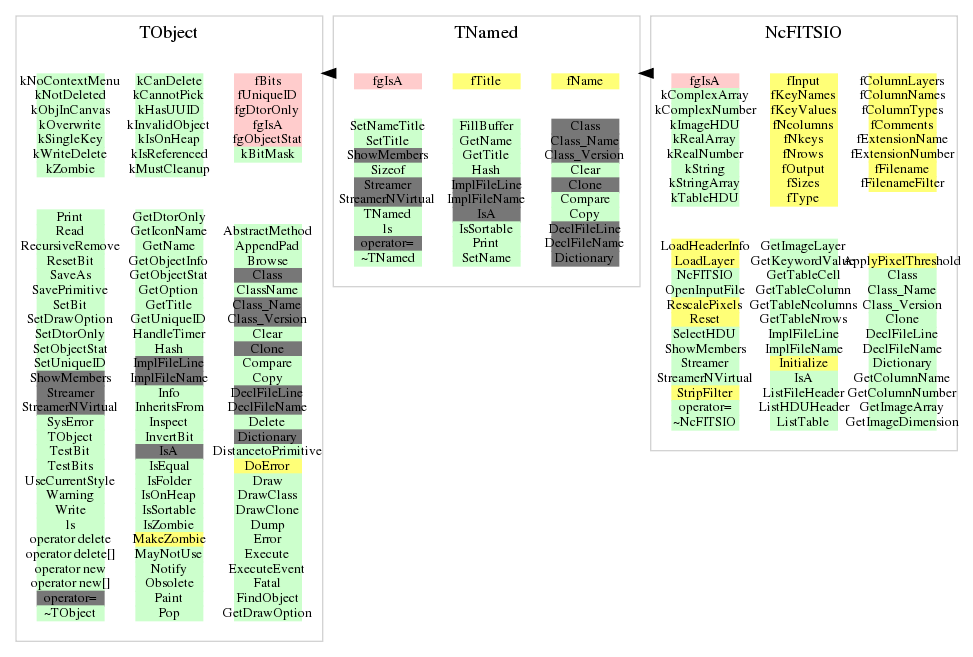 TObject
kNoContextMenu
kNotDeleted
kObjInCanvas
kOverwrite
kSingleKey
kWriteDelete
kZombie
kCanDelete
kCannotPick
kHasUUID
kInvalidObject
kIsOnHeap
kIsReferenced
kMustCleanup
fBits
fUniqueID
fgDtorOnly
fgIsA
fgObjectStat
kBitMask
Print
Read
RecursiveRemove
ResetBit
SaveAs
SavePrimitive
SetBit
SetDrawOption
SetDtorOnly
SetObjectStat
SetUniqueID
ShowMembers
Streamer
StreamerNVirtual
SysError
TObject
TestBit
TestBits
UseCurrentStyle
Warning
Write
ls
operator delete
operator delete[]
operator new
operator new[]
operator=
~TObject
GetDtorOnly
GetIconName
GetName
GetObjectInfo
GetObjectStat
GetOption
GetTitle
GetUniqueID
HandleTimer
Hash
ImplFileLine
ImplFileName
Info
InheritsFrom
Inspect
InvertBit
IsA
IsEqual
IsFolder
IsOnHeap
IsSortable
IsZombie
MakeZombie
MayNotUse
Notify
Obsolete
Paint
Pop
AbstractMethod
AppendPad
Browse
Class
ClassName
Class_Name
Class_Version
Clear
Clone
Compare
Copy
DeclFileLine
DeclFileName
Delete
Dictionary
DistancetoPrimitive
DoError
Draw
DrawClass
DrawClone
Dump
Error
Execute
ExecuteEvent
Fatal
FindObject
GetDrawOption
TNamed
fgIsA
fTitle
fName
SetNameTitle
SetTitle
ShowMembers
Sizeof
Streamer
StreamerNVirtual
TNamed
ls
operator=
~TNamed
FillBuffer
GetName
GetTitle
Hash
ImplFileLine
ImplFileName
IsA
IsSortable
Print
SetName
Class
Class_Name
Class_Version
Clear
Clone
Compare
Copy
DeclFileLine
DeclFileName
Dictionary
NcFITSIO
fgIsA
kComplexArray
kComplexNumber
kImageHDU
kRealArray
kRealNumber
kString
kStringArray
kTableHDU
fInput
fKeyNames
fKeyValues
fNcolumns
fNkeys
fNrows
fOutput
fSizes
fType
fColumnLayers
fColumnNames
fColumnTypes
fComments
fExtensionName
fExtensionNumber
fFilename
fFilenameFilter
LoadHeaderInfo
LoadLayer
NcFITSIO
OpenInputFile
RescalePixels
Reset
SelectHDU
ShowMembers
Streamer
StreamerNVirtual
StripFilter
operator=
~NcFITSIO
GetImageLayer
GetKeywordValue
GetTableCell
GetTableColumn
GetTableNcolumns
GetTableNrows
ImplFileLine
ImplFileName
Initialize
IsA
ListFileHeader
ListHDUHeader
ListTable
ApplyPixelThreshold
Class
Class_Name
Class_Version
Clone
DeclFileLine
DeclFileName
Dictionary
GetColumnName
GetColumnNumber
GetImageArray
GetImageDimension